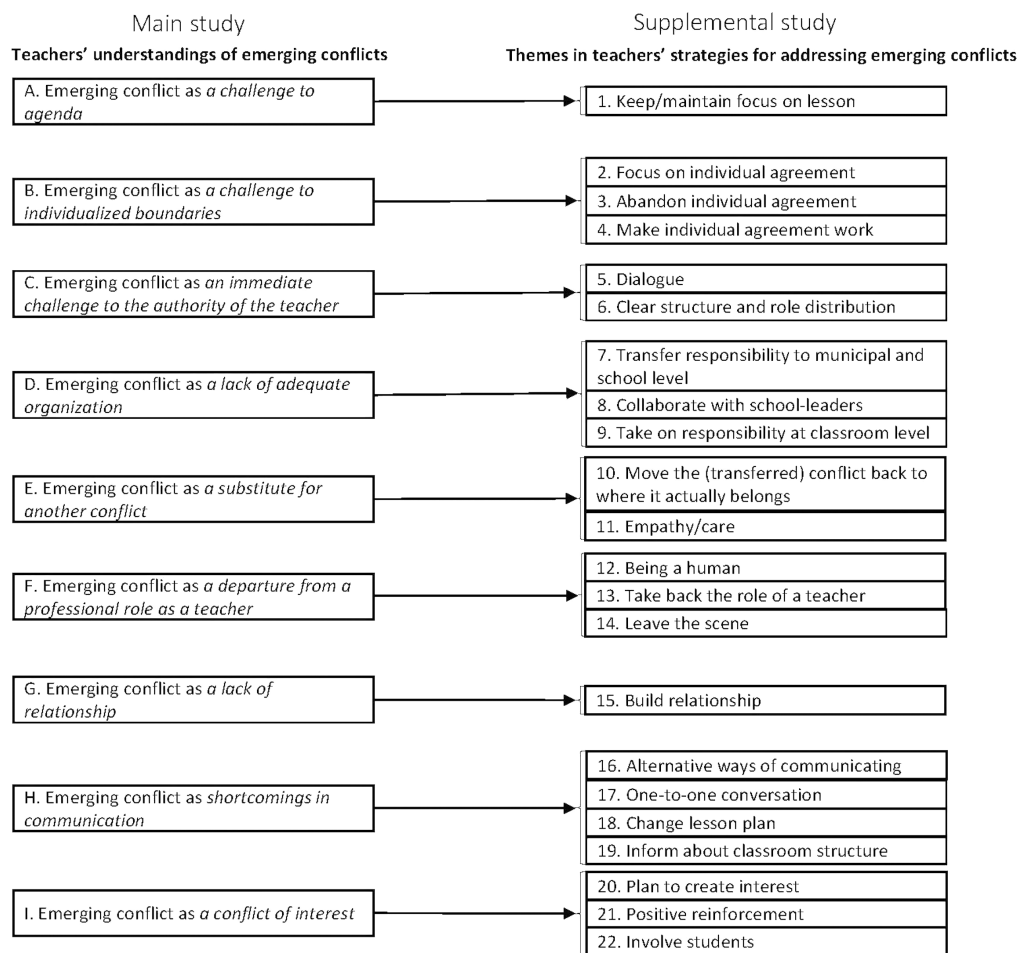 Main study
Supplemental study
Teachers' understandings of emerging conflicts
Themes in teachers' strategies for addressing emerging conflicts
A. Emerging conflict as a challenge to
agenda
1. Keep/maintain focus on lesson
B. Emerging conflict as a challenge to
individualized boundaries
2. Focus on individual agreement
3. Abandon individual agreement
4. Make individual agreement work
C. Emerging conflict as an immediate
challenge to the authority of the teacher
5. Dialogue
6. Clear structure and role distribution
D. Emerging conflict as a lack of adequate
organization
7. Transfer responsibility to municipal and
school level
8. Collaborate with school-leaders
9. Take on responsibility at classroom level
E. Emerging conflict as a substitute for
another conflict
10. Move the (transferred) conflict back to
where it actually belongs
11. Empathy/care
F. Emerging conflict as a departure from a
professional role as a teacher
12. Being a human
13. Take back the role of a teacher
14. Leave the scene
G. Emerging conflict as a lack of
relationship
15. Build relationship
H. Emerging conflict as shortcomings in
communication
16. Alternative ways of communicating
17. One-to-one conversation
18. Change lesson plan
19. Inform about classroom structure
I. Emerging conflict as a conflict of interest
20. Plan to create interest
21. Positive reinforcement
22. Involve students